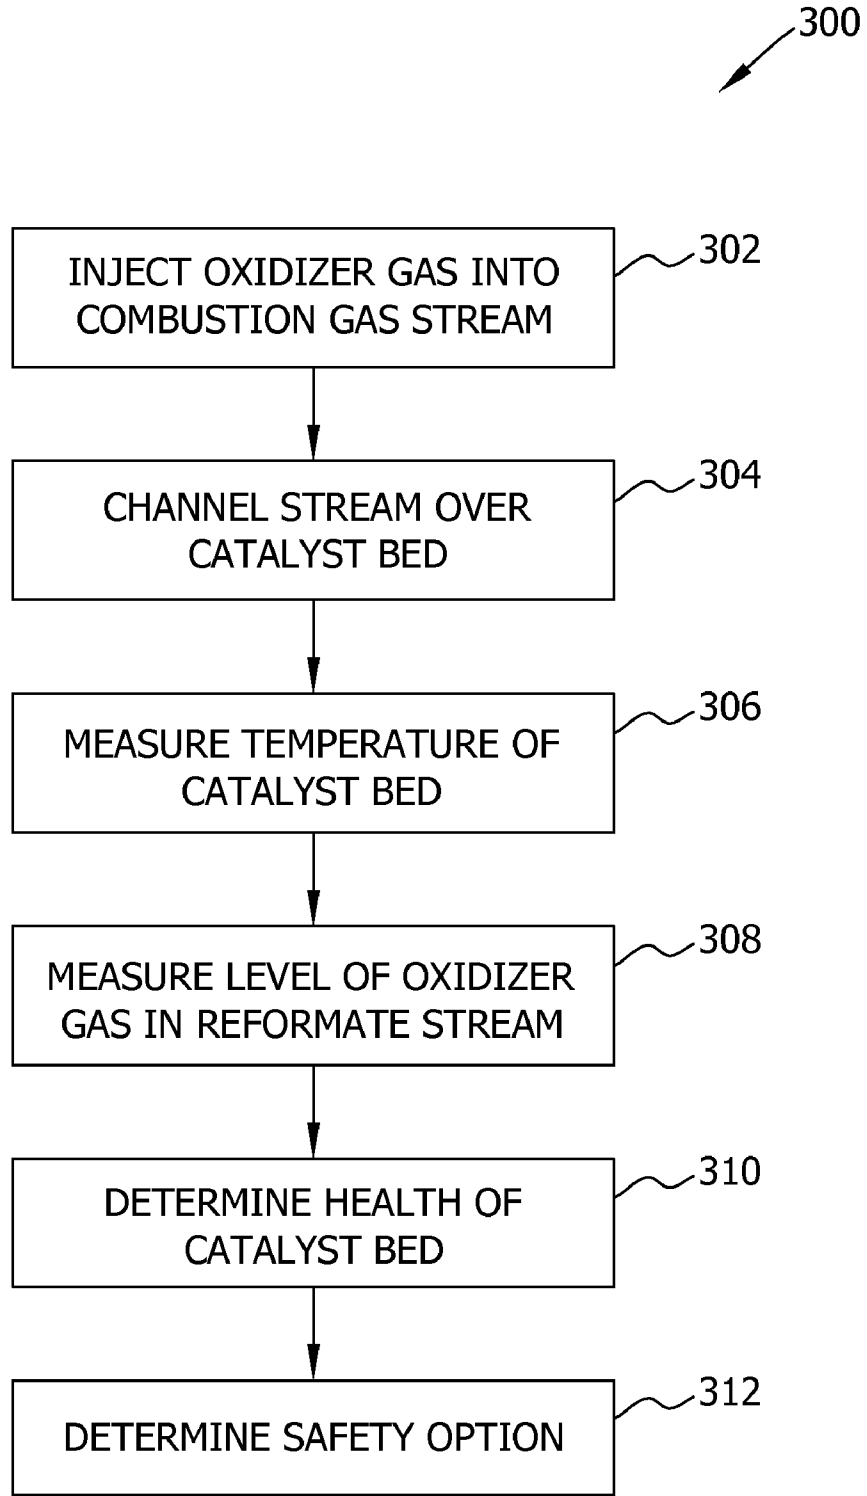 300
INJECT OXIDIZER GAS INTO
COMBUSTION GAS STREAM
302
CHANNEL STREAM OVER
CATALYST BED
304
MEASURE TEMPERATURE OF
CATALYST BED
306
MEASURE LEVEL OF OXIDIZER
GAS IN REFORMATE STREAM
308
DETERMINE HEALTH OF
CATALYST BED
310
DETERMINE SAFETY OPTION
312